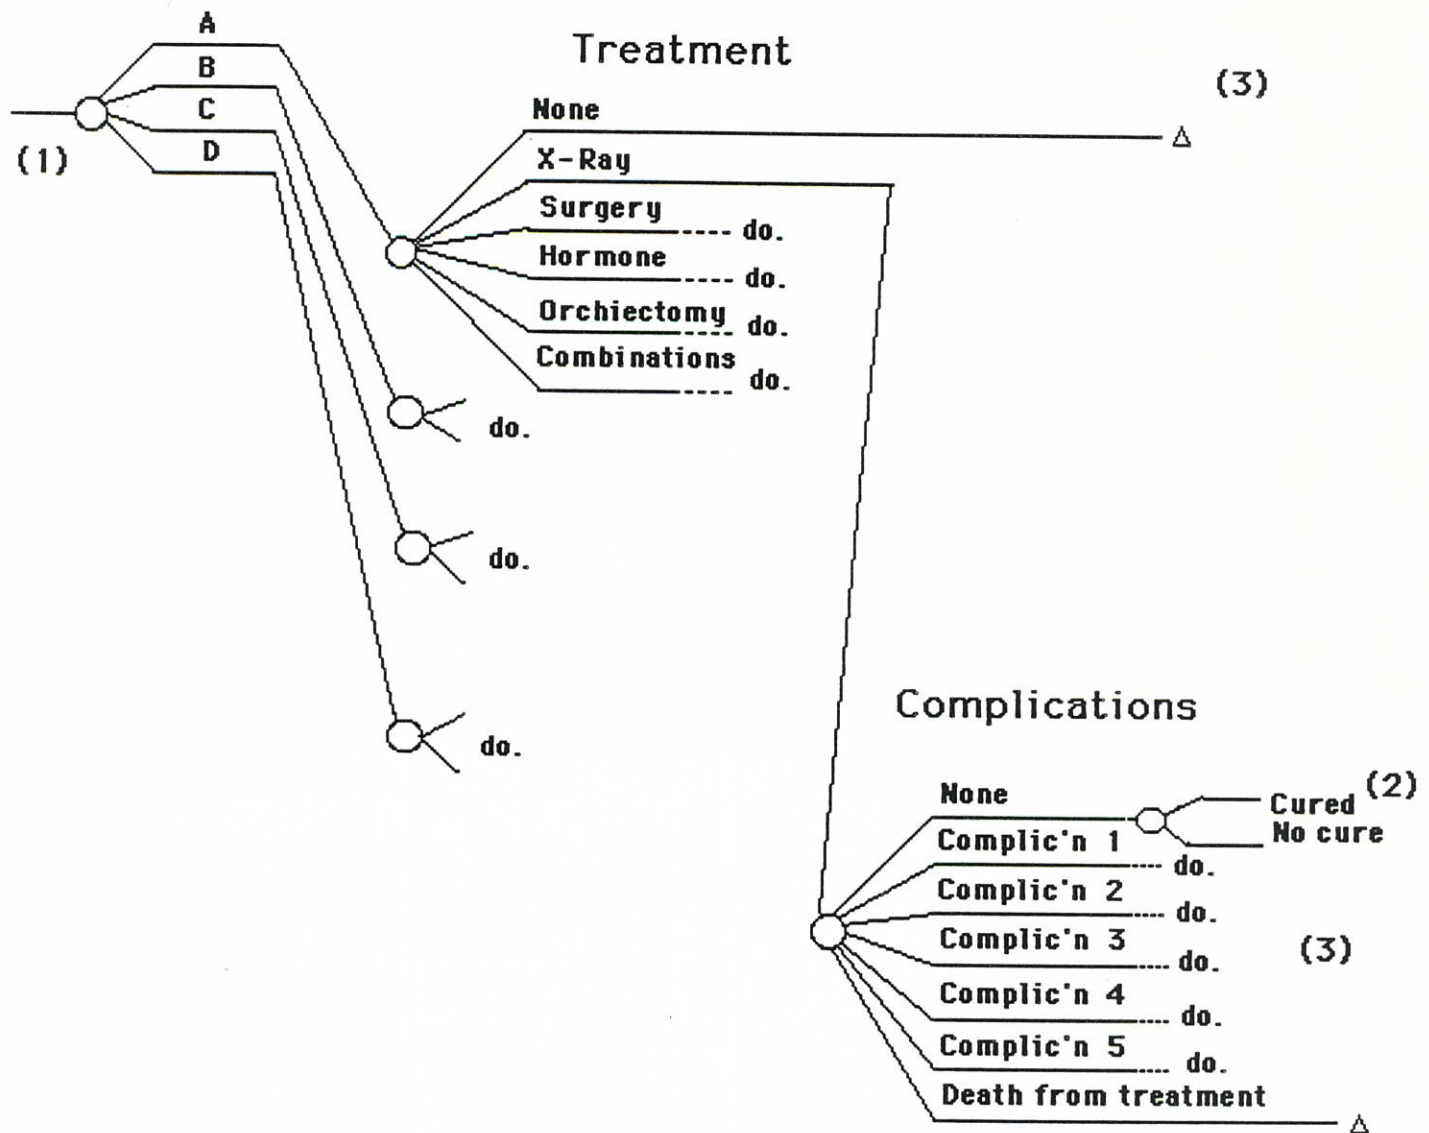 A
Treatment
B
(3)
C
None
D
(1)
X-Ray
Surgery
do.
Hormone
do.
Orchiectomy
do.
Combinations
do.
do.
do.
do.
Complications
None
(2)
Cured
No cure
Complic'n 1
do.
Complic'n 2
do.
Complic'n 3
do.
(3)
Complic'n 4
do.
Complic'n 5
do.
Death from treatment